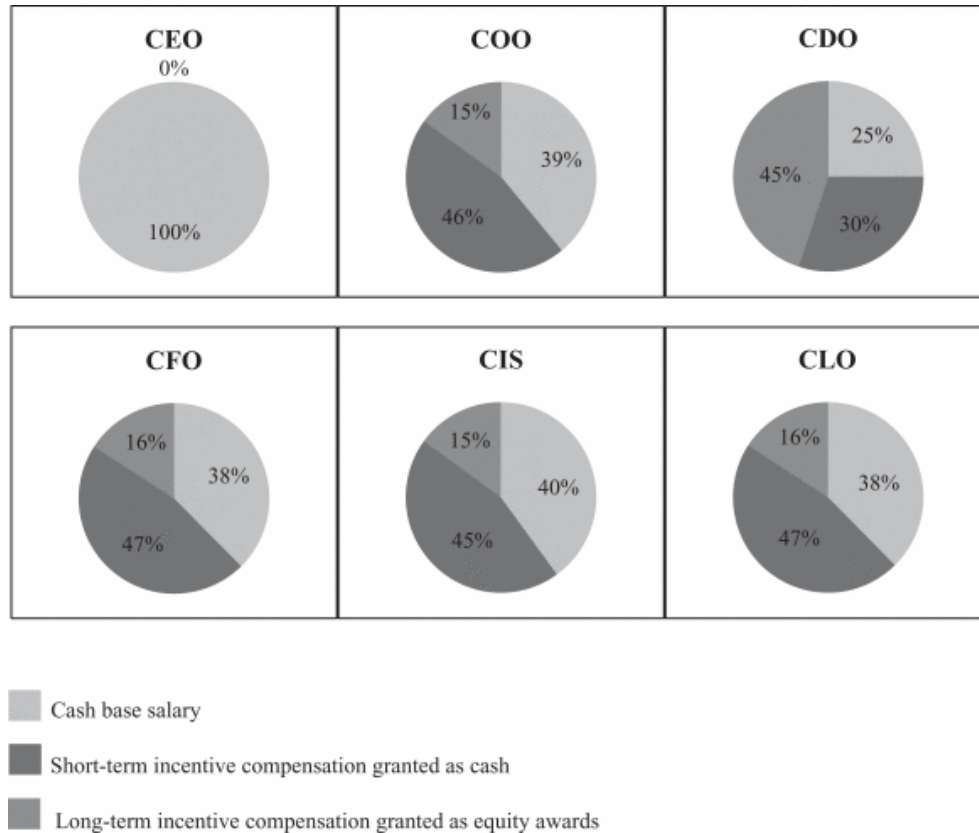 CEO
0%
100%
COO
15%
39%
46%
CDO
25%
45%
30%
CFO
16%
38%
47%
CIS
15%
40%
45%
CLO
16%
38%
47%
Cash base salary
Short-term incentive compensation granted as cash
Long-term incentive compensation granted as equity awards